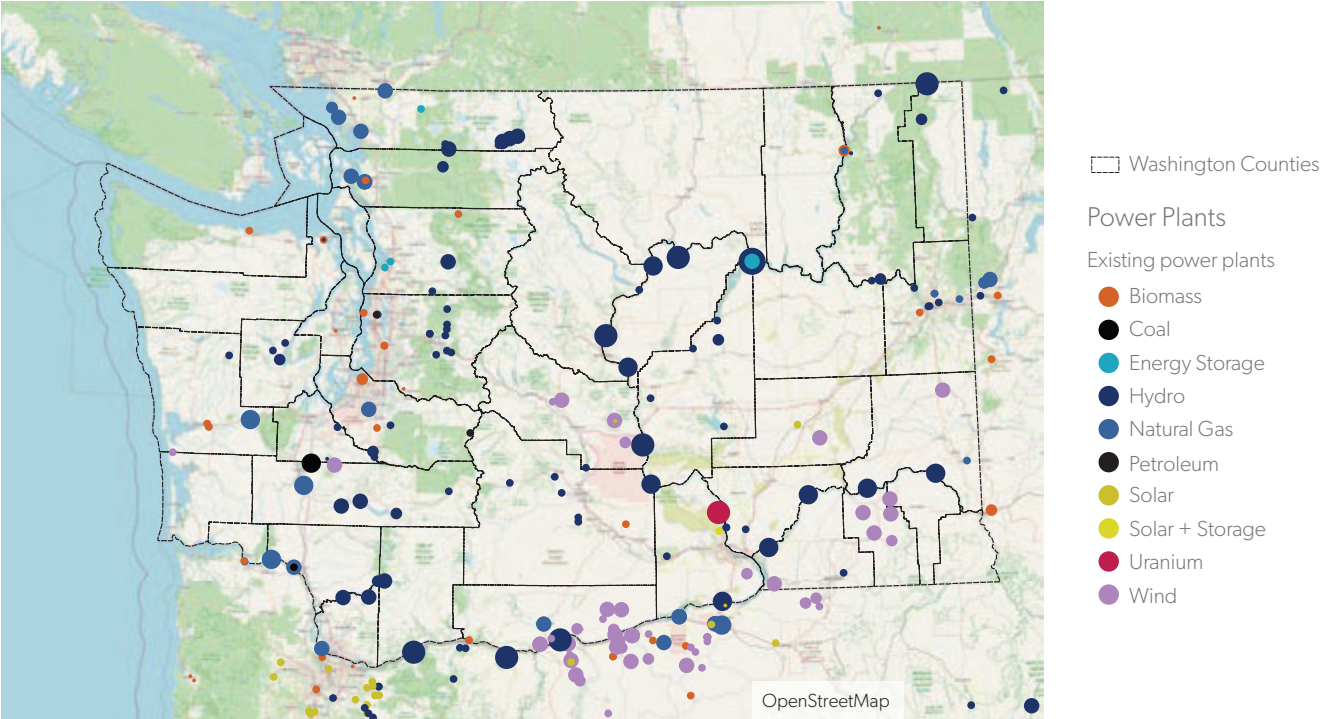 Washington Counties
Power Plants
Existing power plants
Biomass
Coal
Energy Storage
Hydro
Natural Gas
Petroleum
Solar
Solar + Storage
Uranium
Wind
OpenStreetMap